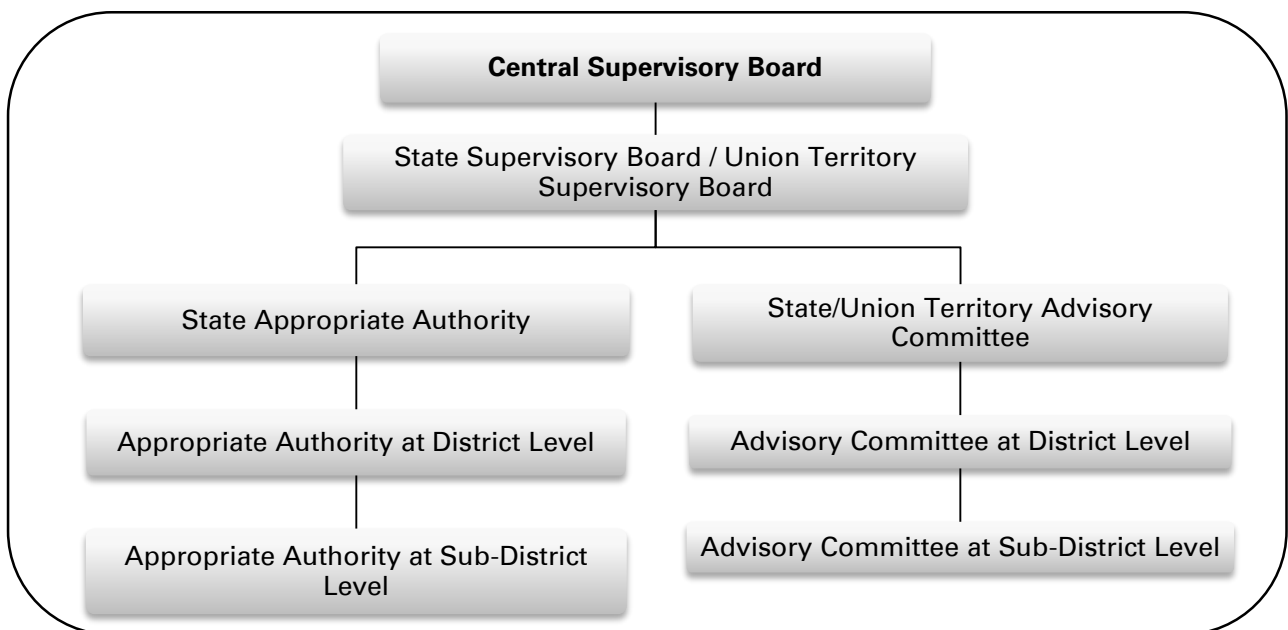 Central Supervisory Board
State Supervisory Board / Union Territory
Supervisory Board
State Appropriate Authority
State/Union Territory Advisory
Committee
Appropriate Authority at District Level
Advisory Committee at District Level
Appropriate Authority at Sub-District
Level
Advisory Committee at Sub-District Level